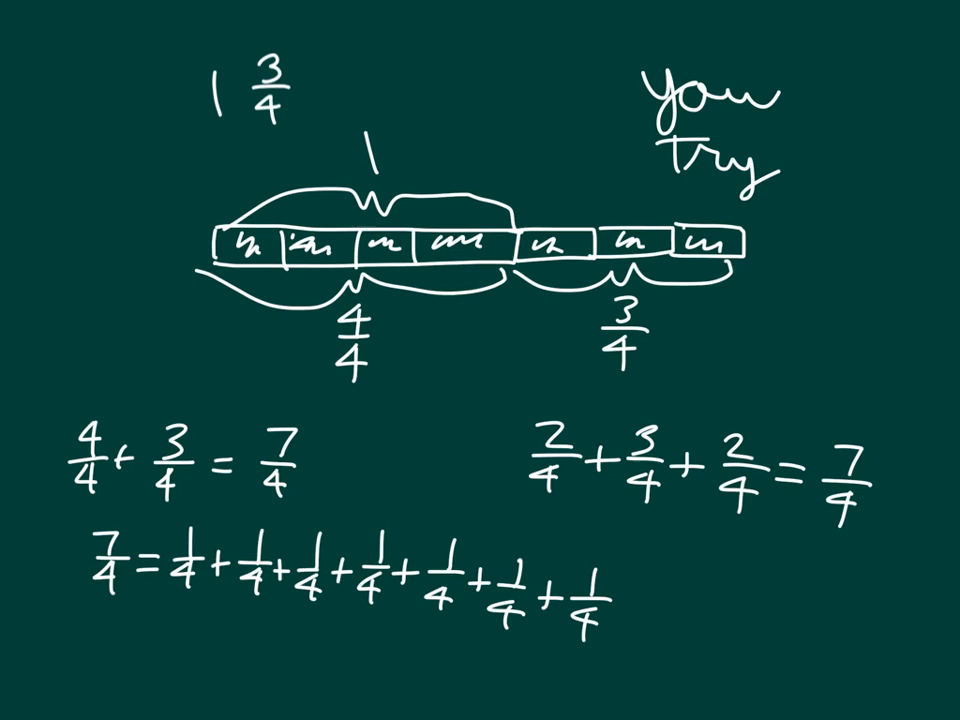 1 3/4
you
try
1
4/4
3/4
4/4 + 3/4 = 7/4
2/4 + 3/4 + 2/4 = 7/4
7/4 = 1/4 + 1/4 + 1/4 + 1/4 + 1/4 + 1/4 + 1/4